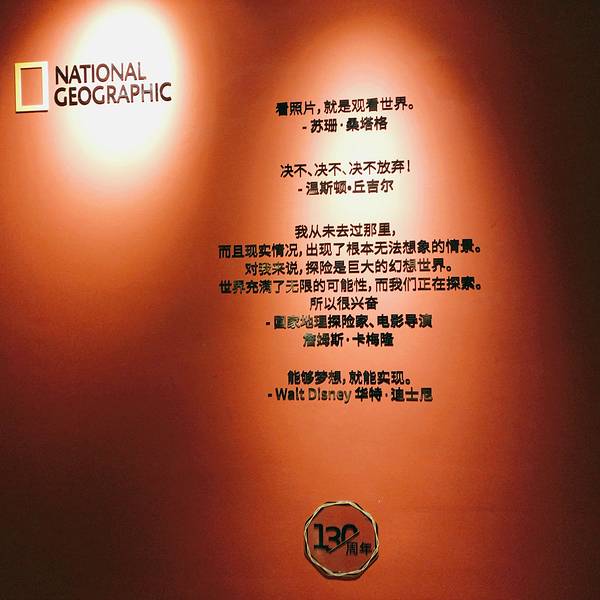 NATIONAL
GEOGRAPHIC
看照片，就是观看世界。
- 苏珊·桑塔格
决不、决不、决不放弃！
- 温斯顿·丘吉尔
我从未去过那里，
而且现实情况，出现了根本无法想象的情景。
对我来说，探险是巨大的幻想世界。
世界充满了无限的可能性，而我们正在探索。
所以很兴奋
- 国家地理探险家、电影导演
詹姆斯·卡梅隆
能够梦想，就能实现。
- Walt Disney 华特·迪士尼
130
周年